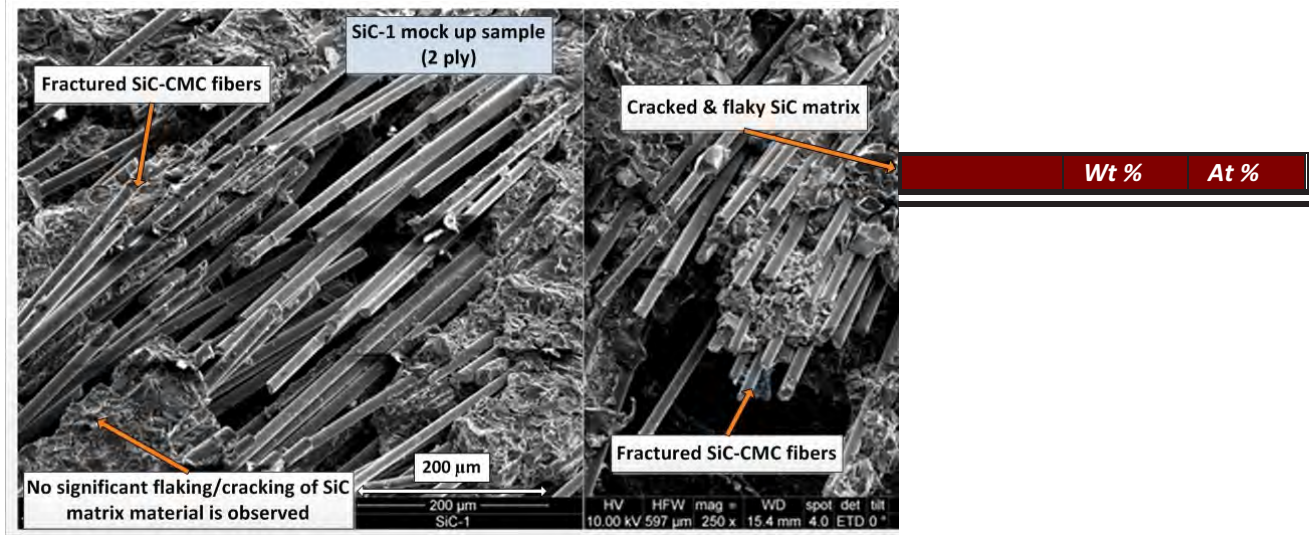 SiC-1 mock up sample
(2 ply)
Fractured SiC-CMC fibers
Cracked & flaky SiC matrix
Wt % At %
Fractured SiC-CMC fibers
No significant flaking/cracking of SiC
matrix material is observed
200 µm
200 µm
SiC-1
HV HFW mag = WD spot det tilt
10.00 kV 597 µm 250 x 15.4 mm 4.0 ETD 0 °